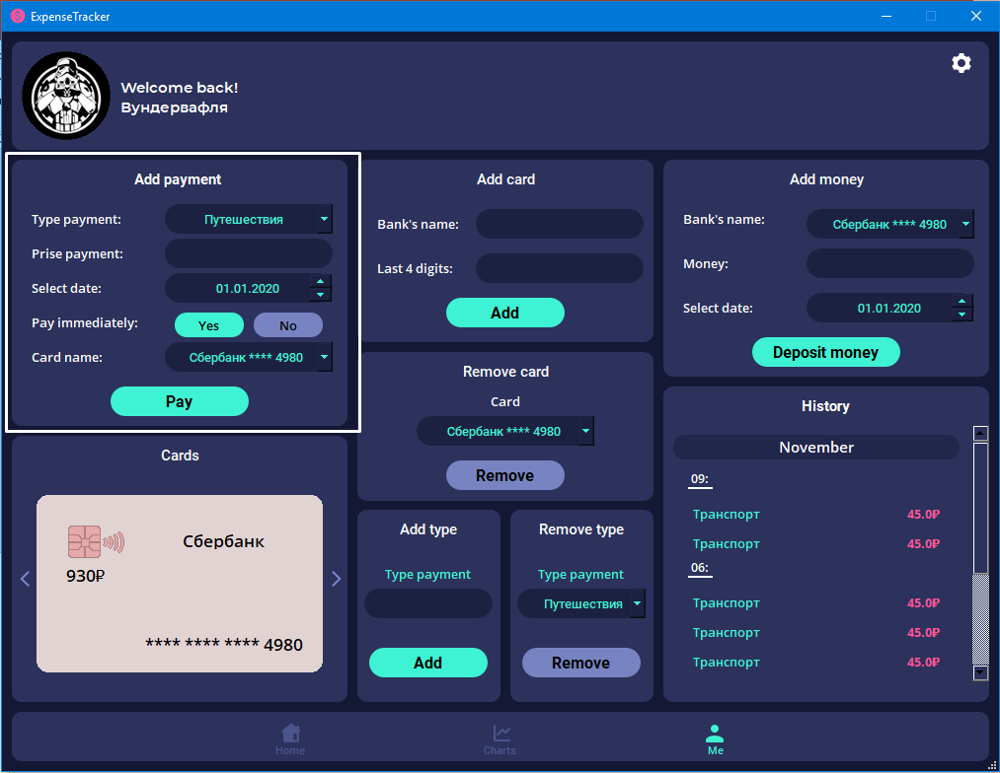 ExpenseTracker
Welcome back!
Вундервафля
Add payment
Type payment: Путешествия
Prise payment:
Select date: 01.01.2020
Pay immediately: Yes No
Card name: Сбербанк **** 4980
Pay
Add card
Bank's name:
Last 4 digits:
Add
Add money
Bank's name: Сбербанк **** 4980
Money:
Select date: 01.01.2020
Deposit money
Remove card
Card
Сбербанк **** 4980
Remove
Cards
Сбербанк
930₽
**** **** **** 4980
Add type
Type payment
Add
Remove type
Type payment
Путешествия
Remove
History
November
09:
Транспорт 45.0₽
Транспорт 45.0₽
06:
Транспорт 45.0₽
Транспорт 45.0₽
Транспорт 45.0₽
Home Charts Me